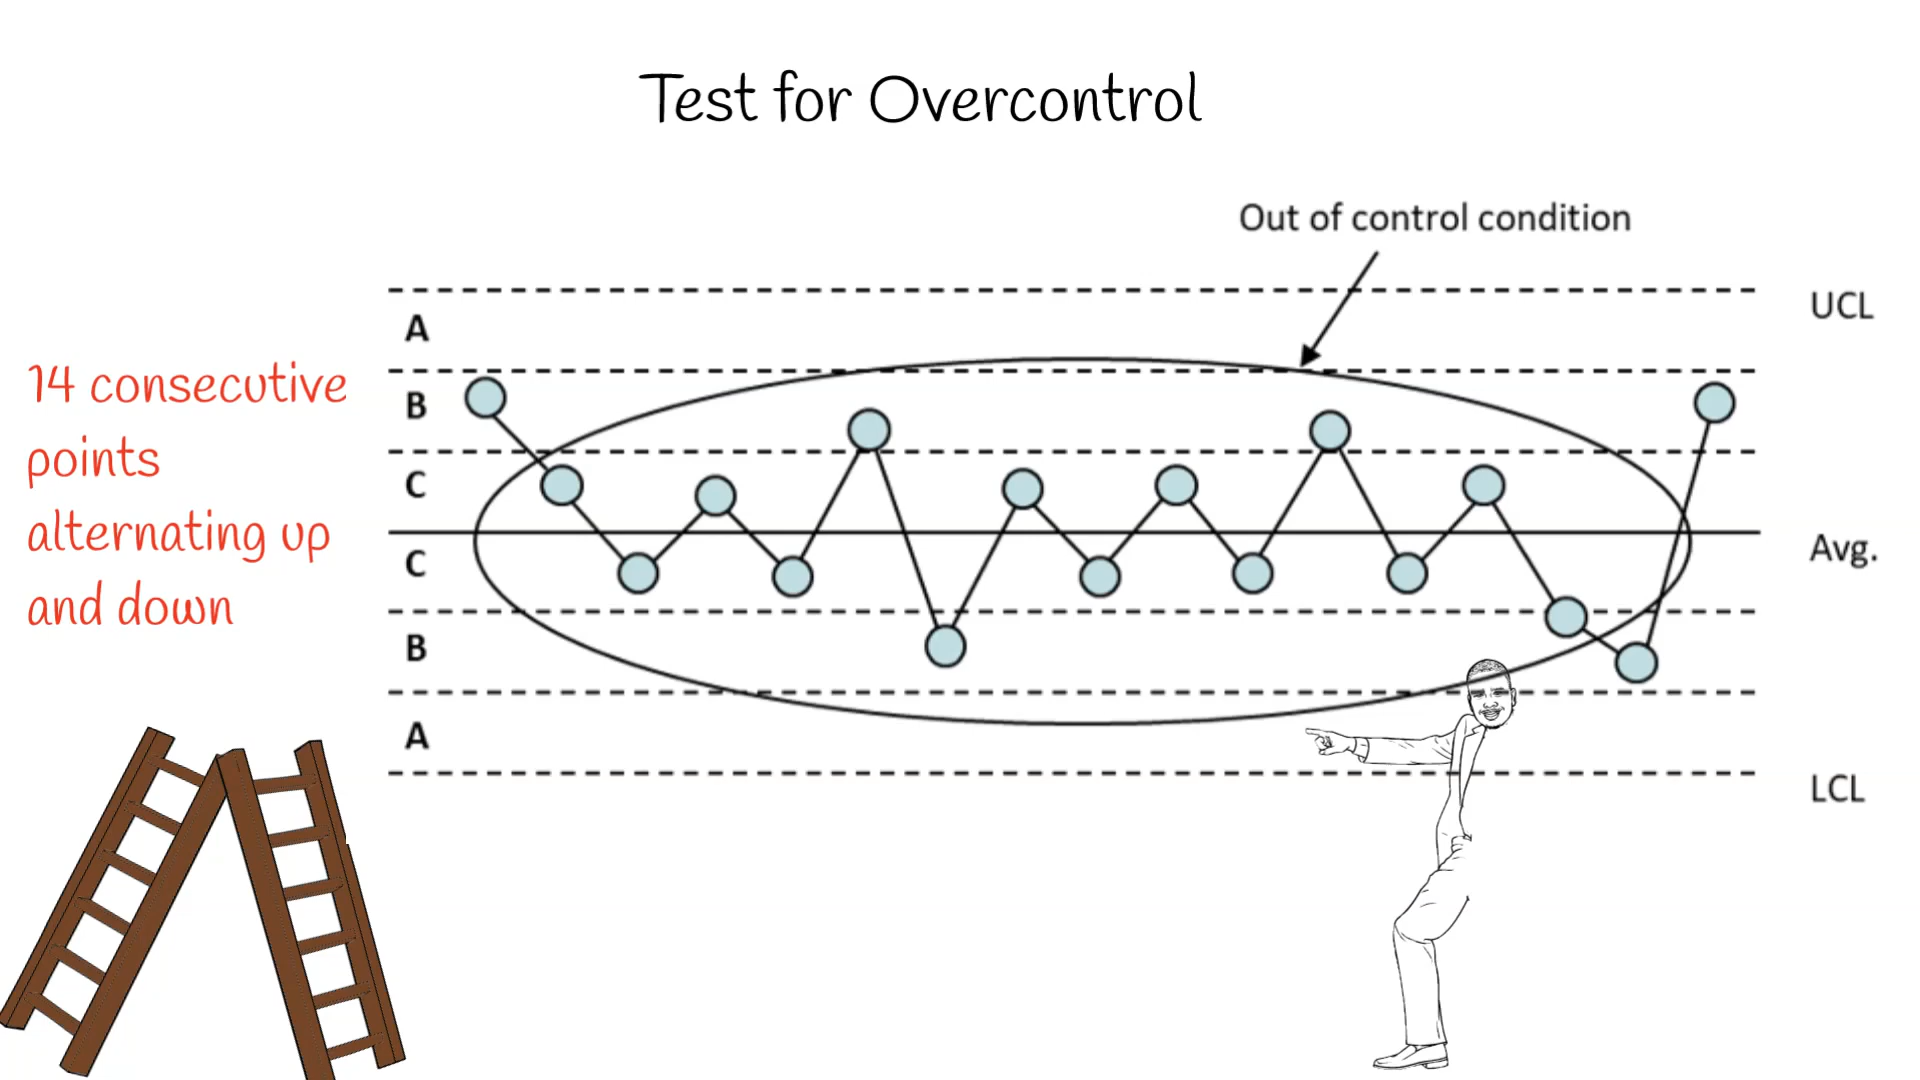 Test for Overcontrol
Out of control condition
UCL
A
14 consecutive
points
alternating up
and down
B
C
Avg.
C
B
A
LCL